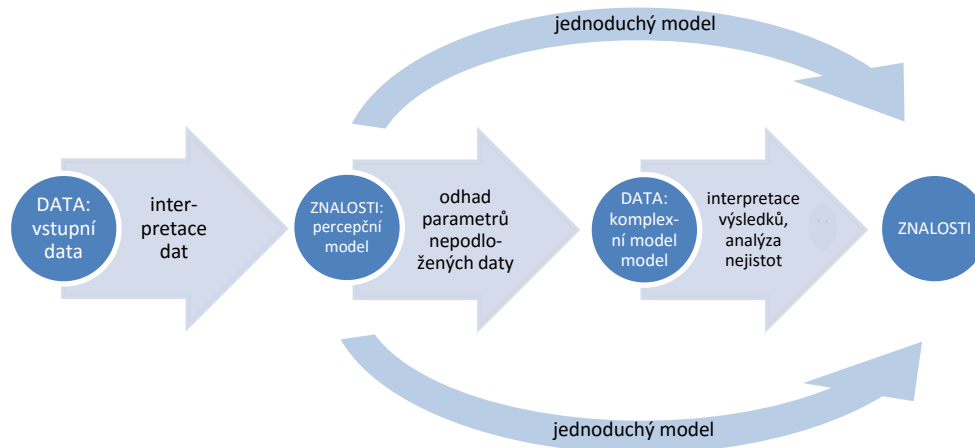 jednoduchý model
DATA:
vstupní
data
inter-
pretace
dat
ZNALOSTI:
percepční
model
odhad
parametrů
nepodlo-
žených daty
DATA:
komplex-
ní model
model
interpretace
výsledků,
analýza
nejistot
ZNALOSTI
jednoduchý model